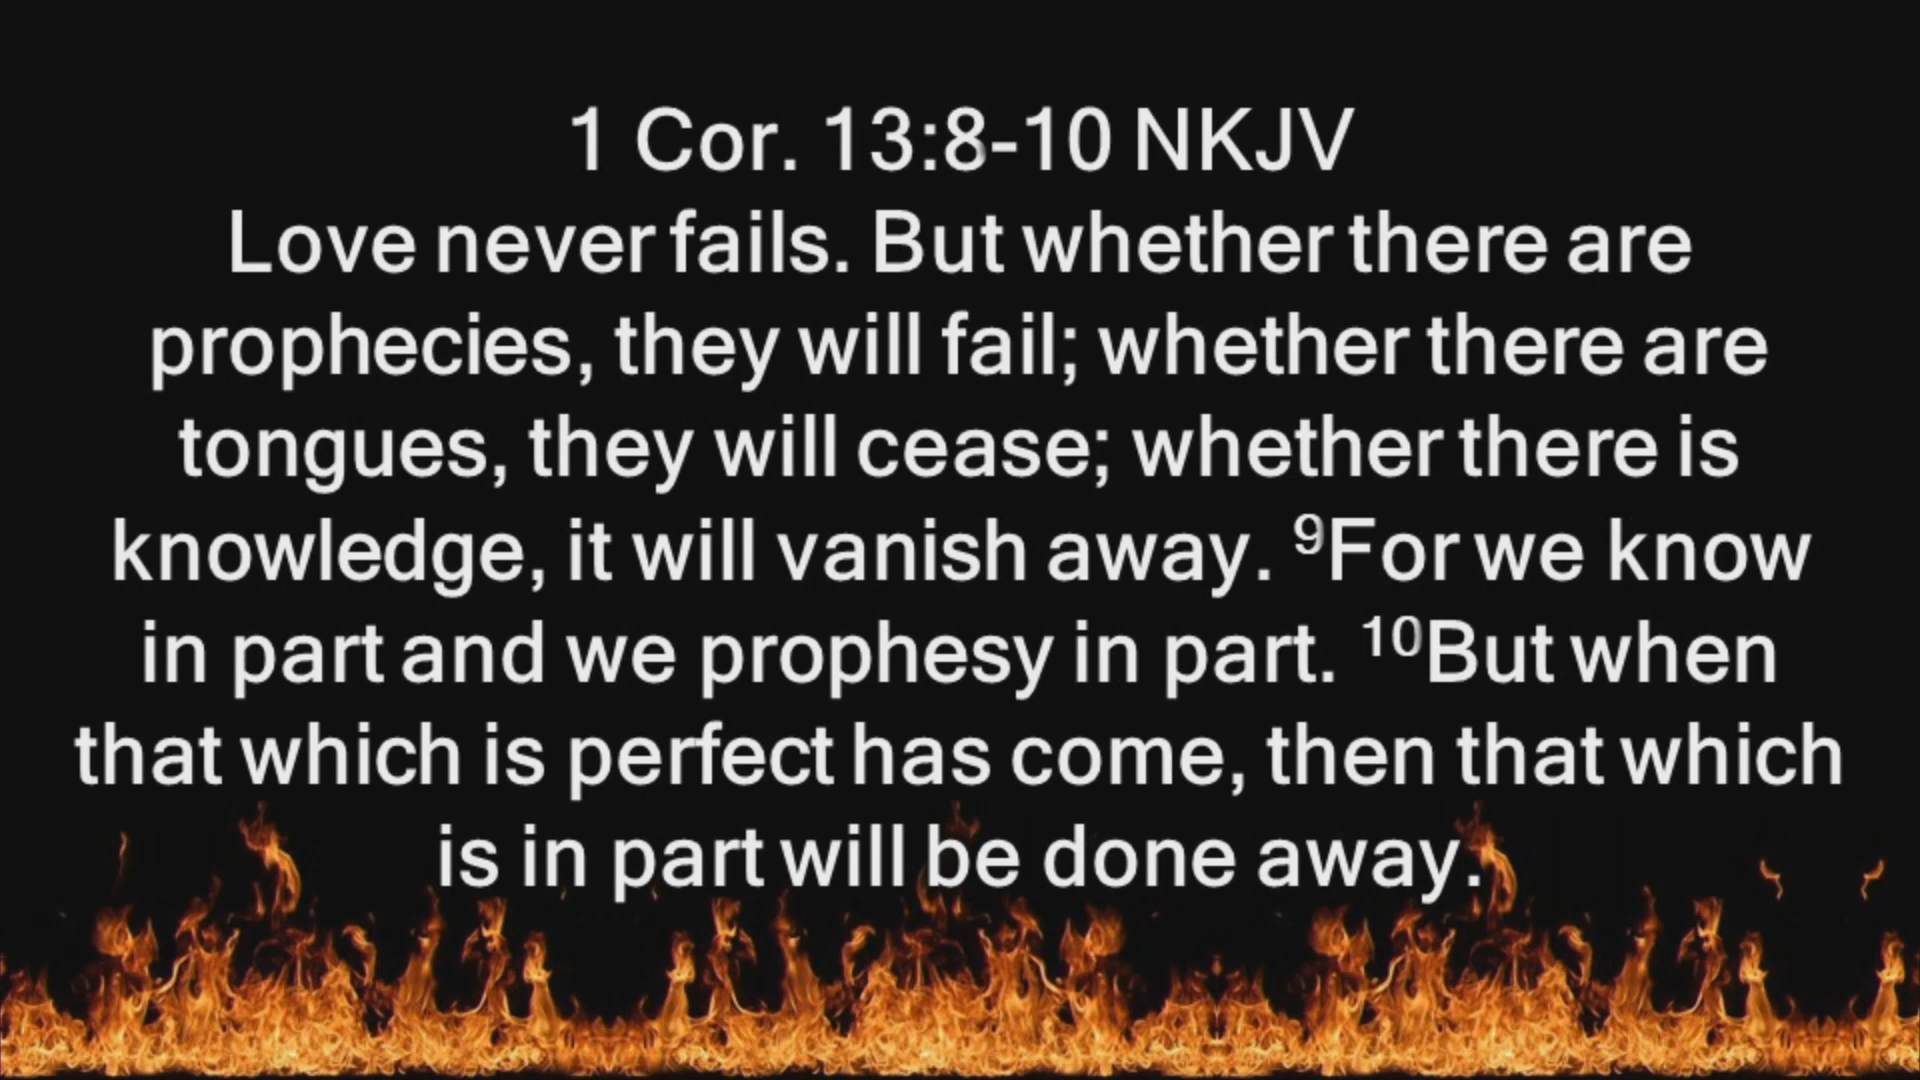 1 Cor. 13:8-10 NKJV
Love never fails. But whether there are
prophecies, they will fail; whether there are
tongues, they will cease; whether there is
knowledge, it will vanish away. ⁹For we know
in part and we prophesy in part. ¹⁰But when
that which is perfect has come, then that which
is in part will be done away.